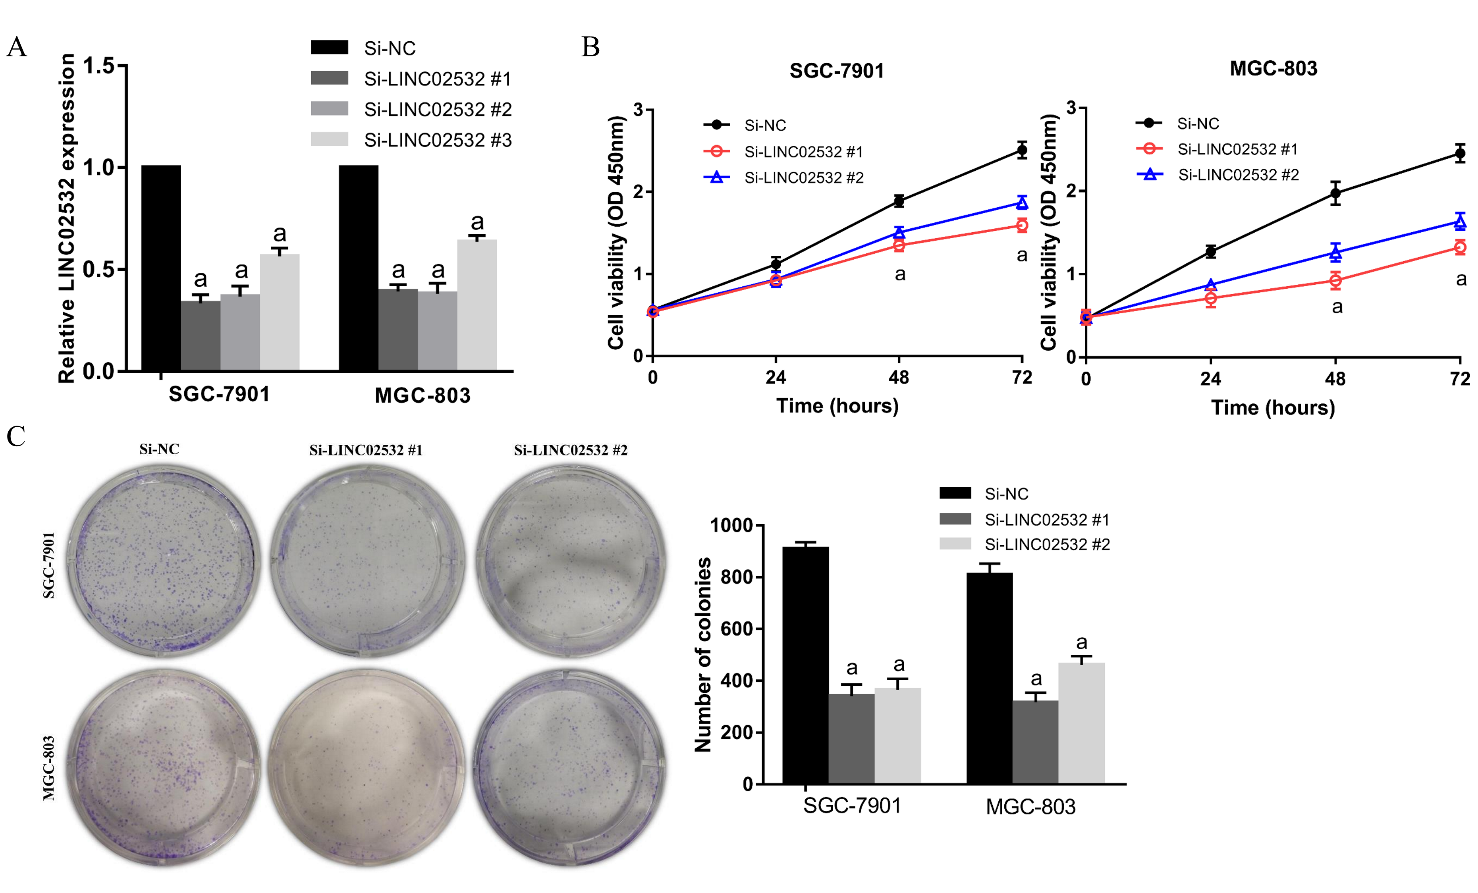 A
Si-NC
Si-LINC02532 #1
Si-LINC02532 #2
Si-LINC02532 #3
Relative LINC02532 expression
1.5
1.0
0.5
0.0
a a a
a a a
SGC-7901 MGC-803
B
SGC-7901
Si-NC
Si-LINC02532 #1
Si-LINC02532 #2
Cell viability (OD 450nm)
3
2
1
0
a a
0 24 48 72
Time (hours)
MGC-803
Si-NC
Si-LINC02532 #1
Si-LINC02532 #2
Cell viability (OD 450nm)
3
2
1
0
a a
0 24 48 72
Time (hours)
C
Si-NC Si-LINC02532 #1 Si-LINC02532 #2
SGC-7901
MGC-803
Si-NC
Si-LINC02532 #1
Si-LINC02532 #2
Number of colonies
1000
800
600
400
200
0
a a
a a
SGC-7901 MGC-803